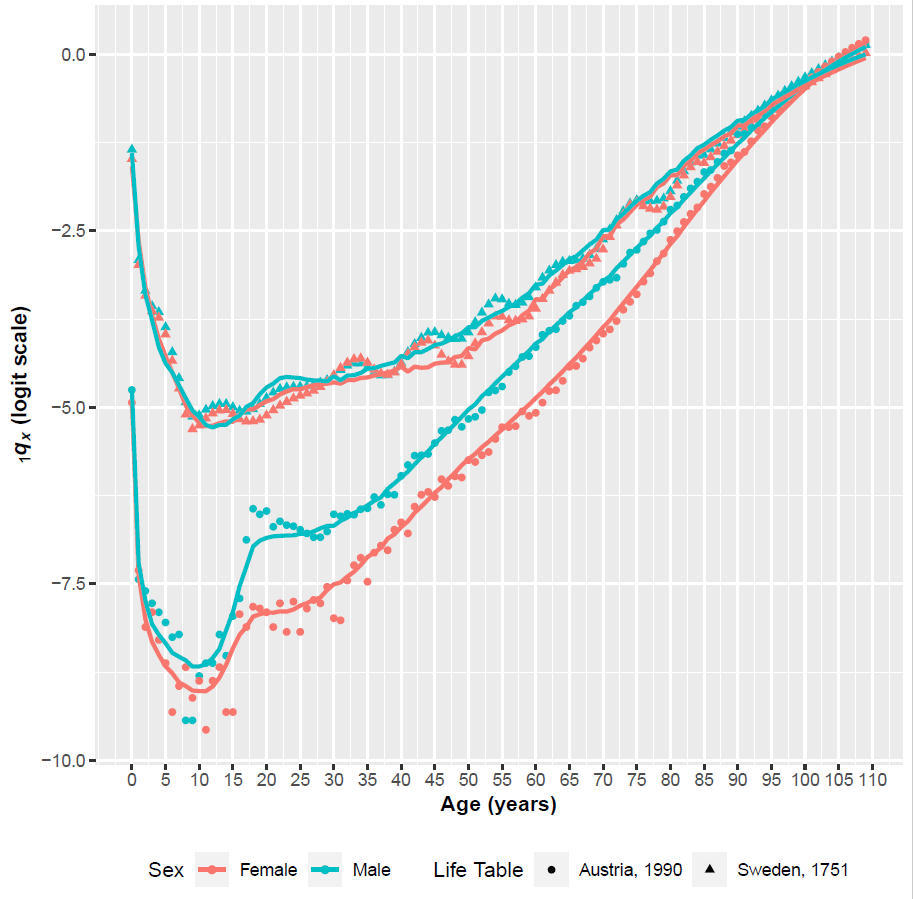 ₁qₓ (logit scale)
0.0
−2.5
−5.0
−7.5
−10.0
0 5 10 15 20 25 30 35 40 45 50 55 60 65 70 75 80 85 90 95 100 105 110
Age (years)
Sex Female Male Life Table Austria, 1990 Sweden, 1751